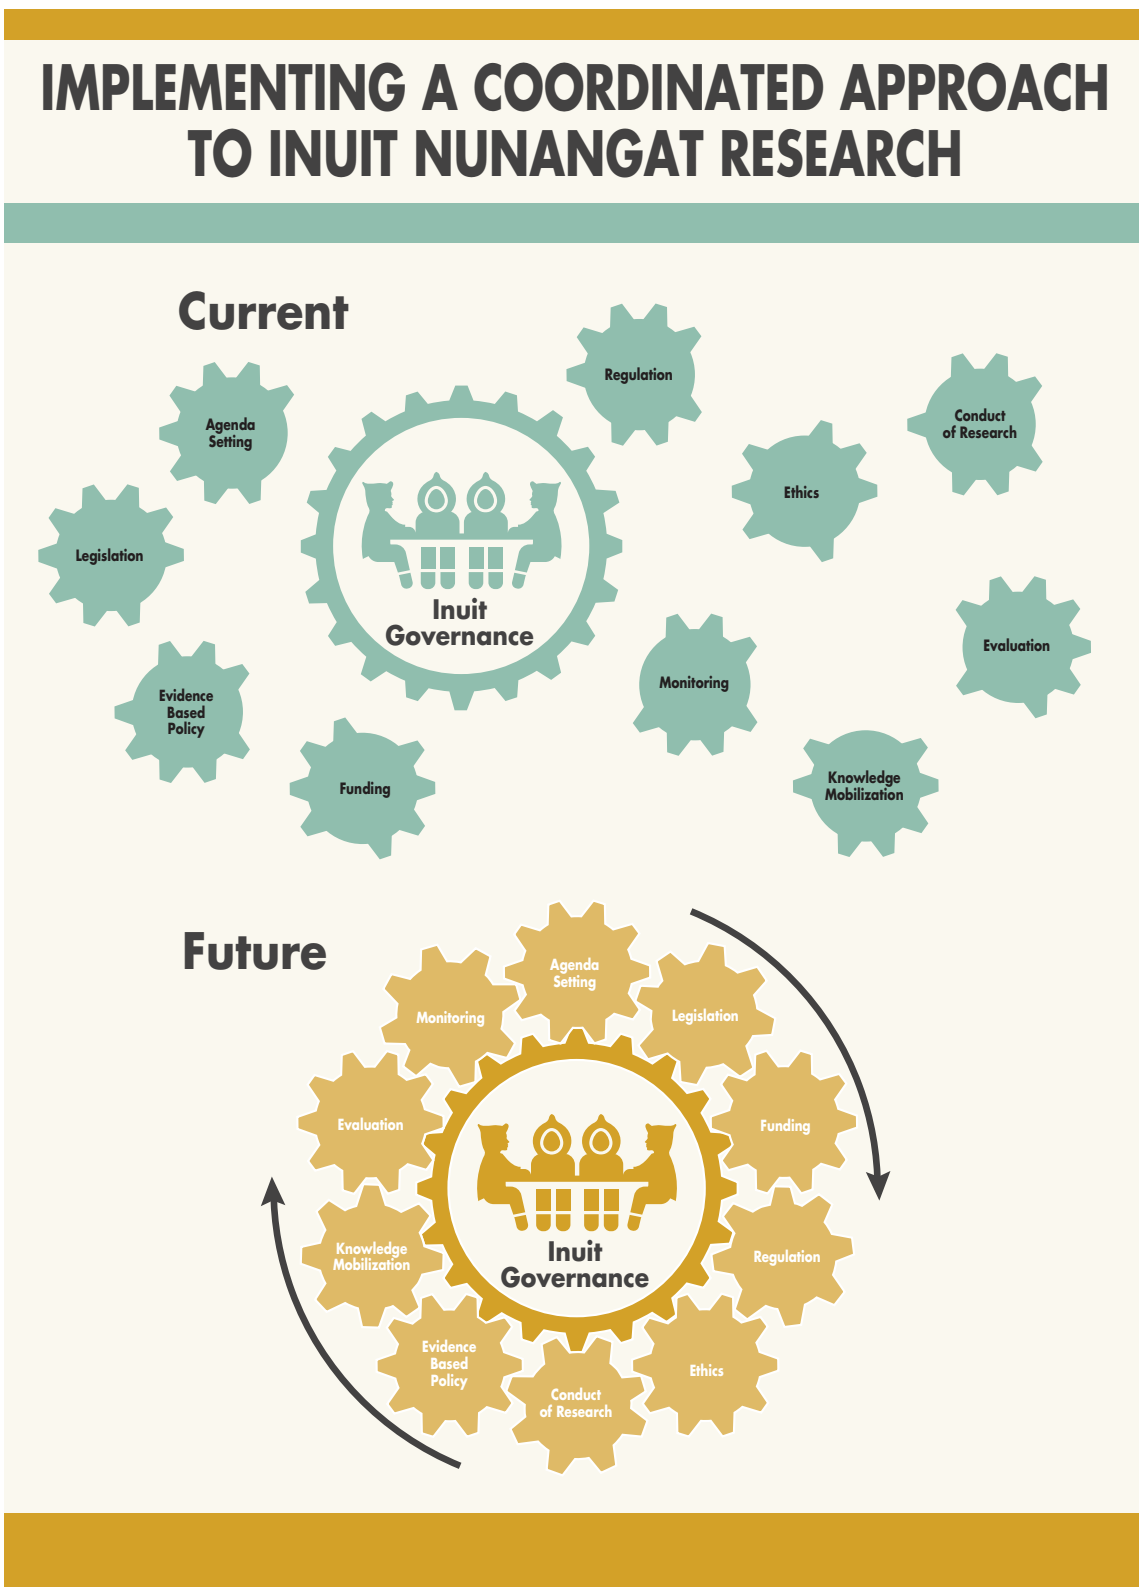 IMPLEMENTING A COORDINATED APPROACH
TO INUIT NUNANGAT RESEARCH
Current
Agenda
Setting
Regulation
Conduct
of Research
Ethics
Legislation
Inuit
Governance
Evaluation
Monitoring
Evidence
Based
Policy
Funding
Knowledge
Mobilization
Future
Agenda
Setting
Legislation
Funding
Regulation
Ethics
Conduct
of Research
Evidence
Based
Policy
Knowledge
Mobilization
Evaluation
Monitoring
Inuit
Governance